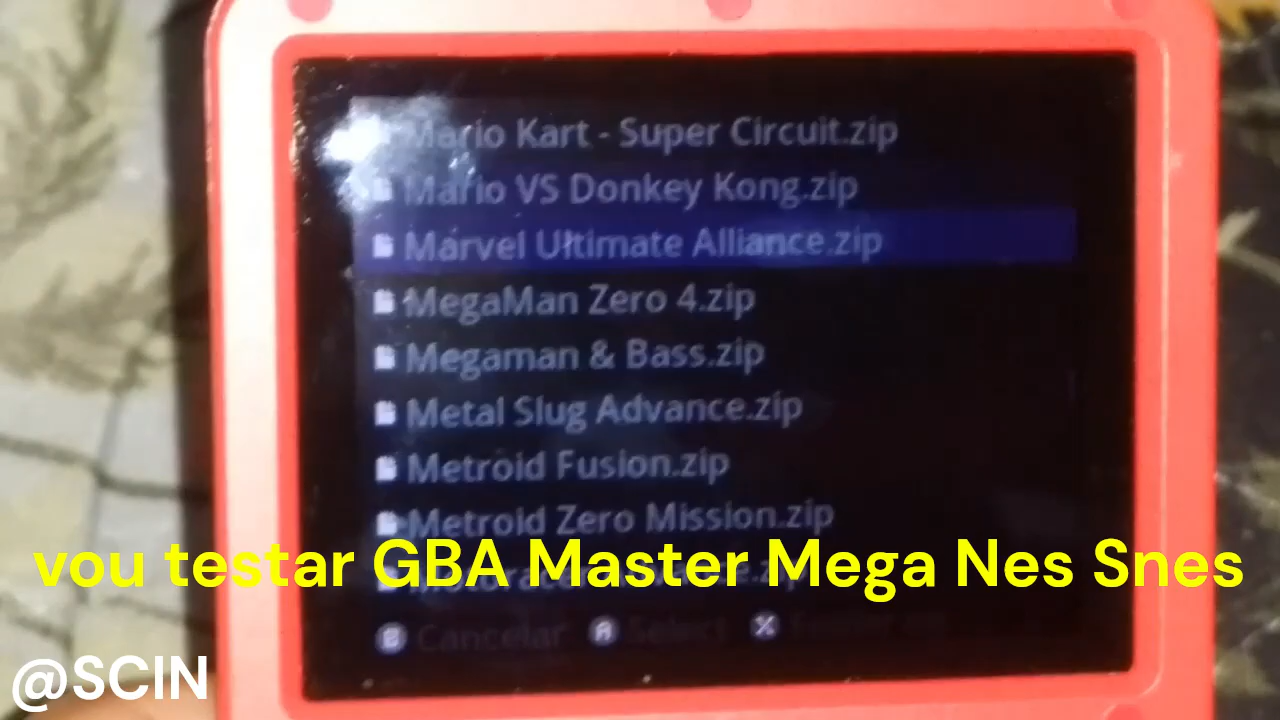 Mario Kart - Super Circuit.zip
Mario VS Donkey Kong.zip
Marvel Ultimate Alliance.zip
MegaMan Zero 4.zip
Megaman & Bass.zip
Metal Slug Advance.zip
Metroid Fusion.zip
Metroid Zero Mission.zip
vou testar GBA Master Mega Nes Snes
B Cancelar A Select X
@SCIN